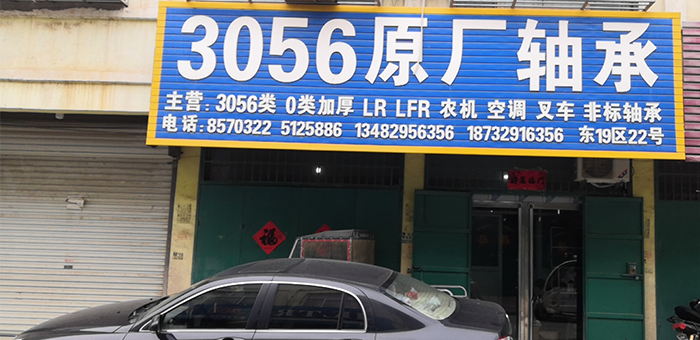 3056原厂轴承
主营:3056类 0类加厚 LR LFR 农机 空调 叉车 非标轴承
电话:8570322 5125886 13482956356 18732916356 东19区22号
福